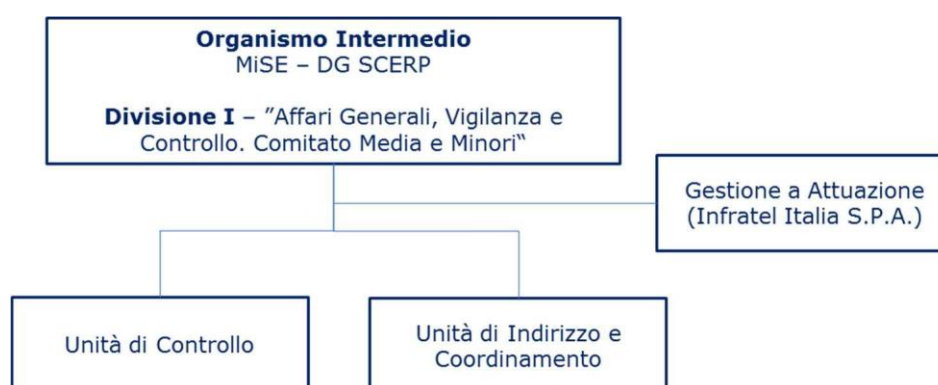 Organismo Intermedio
MiSE – DG SCERP
Divisione I – ”Affari Generali, Vigilanza e
Controllo. Comitato Media e Minori“
Gestione a Attuazione
(Infratel Italia S.P.A.)
Unità di Controllo
Unità di Indirizzo e
Coordinamento